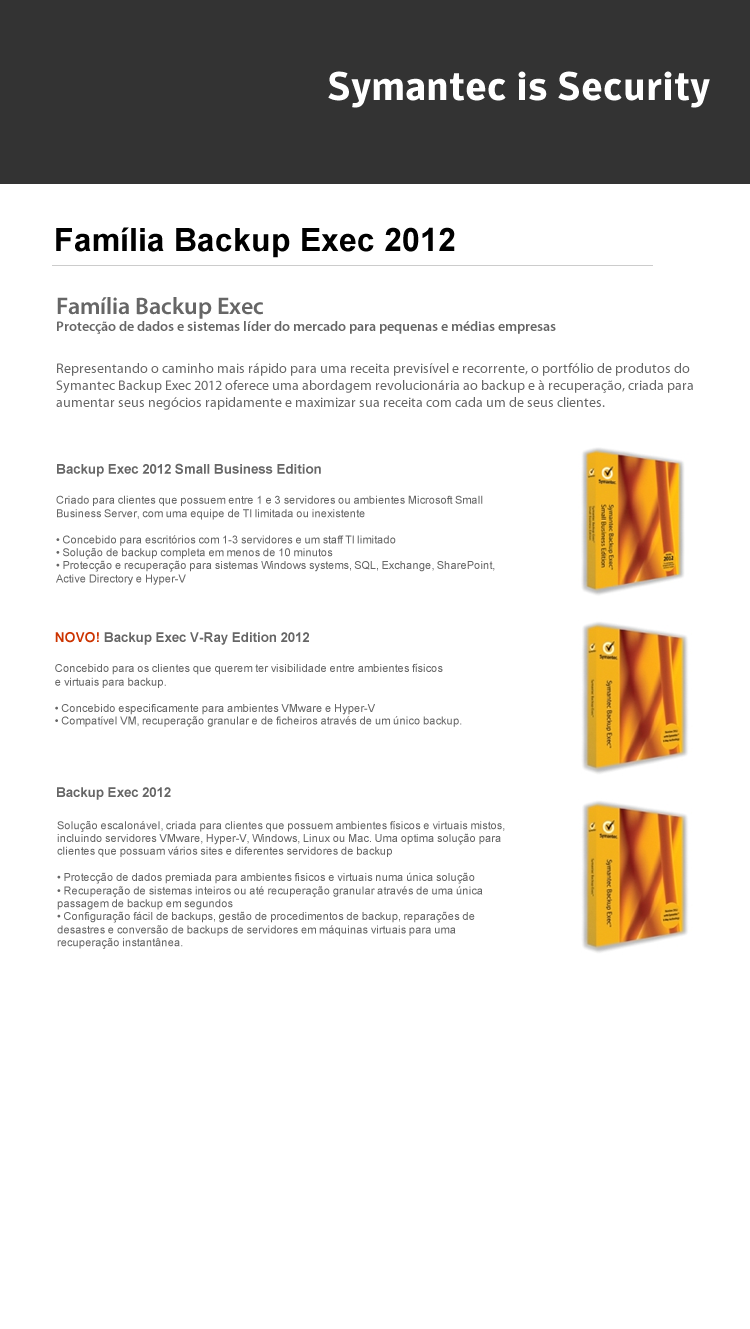 Symantec is Security
Família Backup Exec 2012
Família Backup Exec
Protecção de dados e sistemas líder do mercado para pequenas e médias empresas
Representando o caminho mais rápido para uma receita previsível e recorrente, o portfólio de produtos do
Symantec Backup Exec 2012 oferece uma abordagem revolucionária ao backup e à recuperação, criada para
aumentar seus negócios rapidamente e maximizar sua receita com cada um de seus clientes.
Backup Exec 2012 Small Business Edition
Criado para clientes que possuem entre 1 e 3 servidores ou ambientes Microsoft Small
Business Server, com uma equipe de TI limitada ou inexistente
• Concebido para escritórios com 1-3 servidores e um staff TI limitado
• Solução de backup completa em menos de 10 minutos
• Protecção e recuperação para sistemas Windows systems, SQL, Exchange, SharePoint,
Active Directory e Hyper-V
Symantec
Symantec Backup Exec™
Small Business Edition
2012
NOVO! Backup Exec V-Ray Edition 2012
Concebido para os clientes que querem ter visibilidade entre ambientes físicos
e virtuais para backup.
• Concebido especificamente para ambientes VMware e Hyper-V
• Compatível VM, recuperação granular e de ficheiros através de um único backup.
Symantec
Symantec Backup Exec™
Backup Exec 2012
Solução escalonável, criada para clientes que possuem ambientes físicos e virtuais mistos,
incluindo servidores VMware, Hyper-V, Windows, Linux ou Mac. Uma optima solução para
clientes que possuam vários sites e diferentes servidores de backup
• Protecção de dados premiada para ambientes fisicos e virtuais numa única solução
• Recuperação de sistemas inteiros ou até recuperação granular através de uma única
passagem de backup em segundos
• Configuração fácil de backups, gestão de procedimentos de backup, reparações de
desastres e conversão de backups de servidores em máquinas virtuais para uma
recuperação instantânea.
Symantec
Symantec Backup Exec™